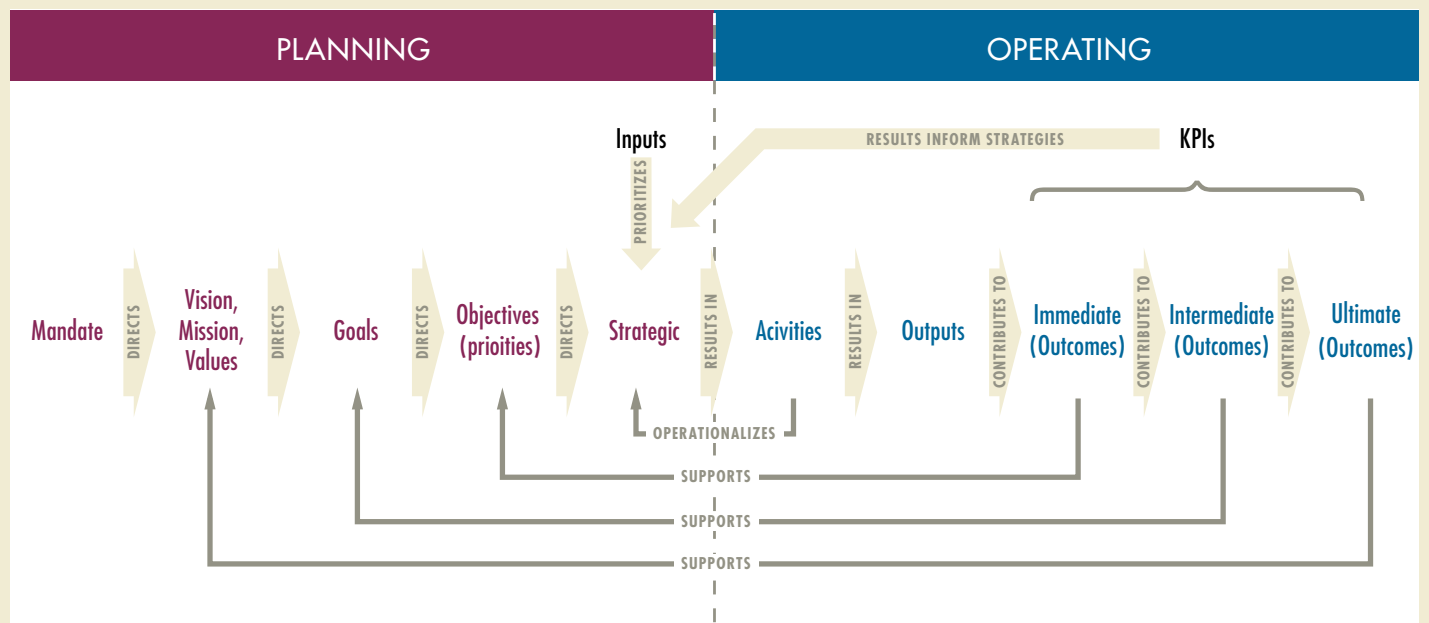 PLANNING
OPERATING
Inputs
RESULTS INFORM STRATEGIES
KPIs
PRIORITIZES
Mandate
DIRECTS
Vision,
Mission,
Values
DIRECTS
Goals
DIRECTS
Objectives
(prioities)
DIRECTS
Strategic
RESULTS IN
Acivities
RESULTS IN
Outputs
CONTRIBUTES TO
Immediate
(Outcomes)
CONTRIBUTES TO
Intermediate
(Outcomes)
CONTRIBUTES TO
Ultimate
(Outcomes)
OPERATIONALIZES
SUPPORTS
SUPPORTS
SUPPORTS